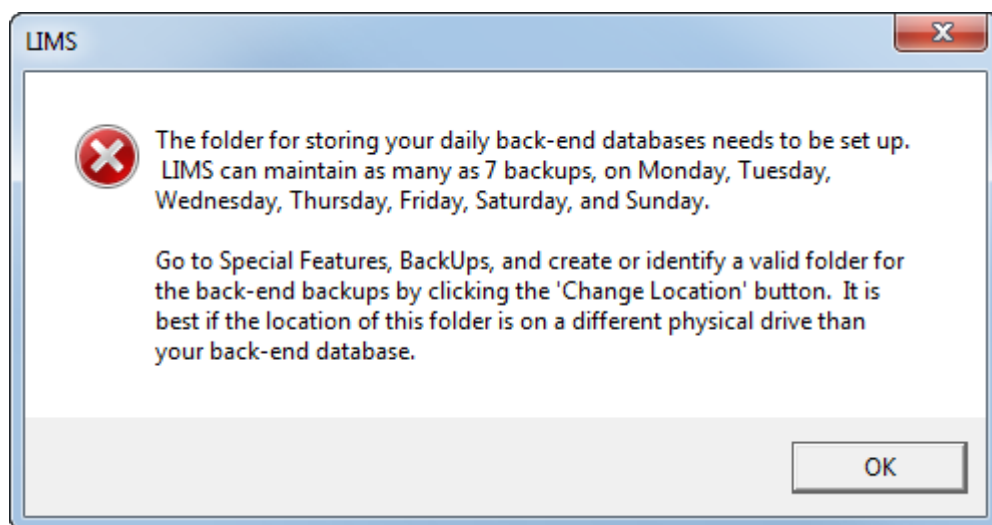 LIMS
The folder for storing your daily back-end databases needs to be set up.
LIMS can maintain as many as 7 backups, on Monday, Tuesday,
Wednesday, Thursday, Friday, Saturday, and Sunday.
Go to Special Features, BackUps, and create or identify a valid folder for
the back-end backups by clicking the 'Change Location' button.  It is
best if the location of this folder is on a different physical drive than
your back-end database.
OK